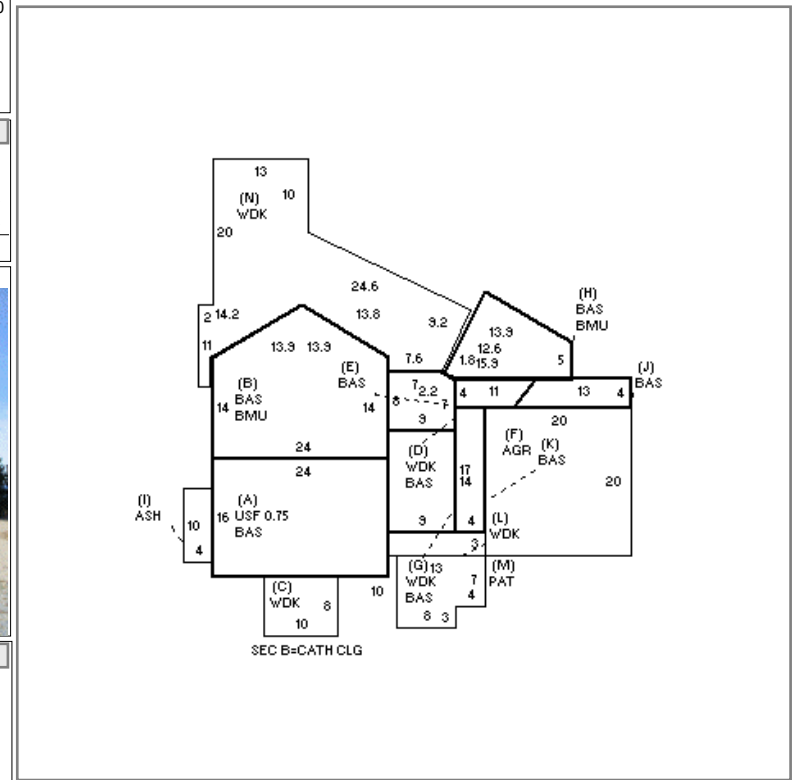 13
10
(N)
WDK
20
24.6
2 14.2
13.8
9.2
(H)
BAS
BMU
13.9
13.9 13.9
12.6
11
1.8 15.9
5
7.6
(E)
BAS
(J)
BAS
7
2.2
(B)
BAS
BMU
14
14
8
4
11
13
4
9
20
24
(F)
AGR
(K)
BAS
(D)
WDK
BAS
24
17
14
20
(I)
ASH
10
4
16
(A)
USF 0.75
BAS
9
4
(L)
WDK
3
(G) 13
WDK
BAS
(M)
PAT
7
4
(C)
WDK
8
10
10
8 3
SEC B=CATH CLG